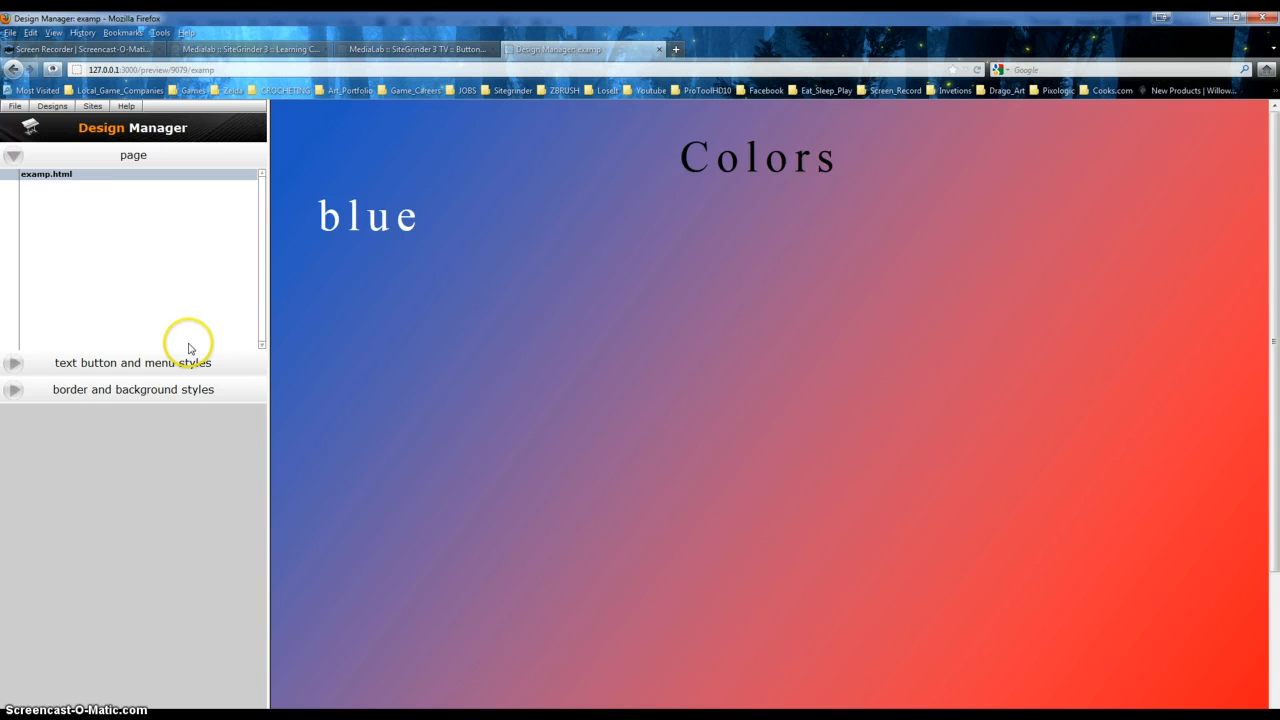 Design Manager: examp - Mozilla Firefox
File Edit View History Bookmarks Tools Help
Screen Recorder | Screencast-O-Mati... Medialab :: SiteGrinder 3 :: Learning C... MediaLab :: SiteGrinder 3 TV :: Button... Design Manager: examp
127.0.0.1:3000/preview/9079/examp Google
Most Visited Local_Game_Companies Games Zelda CROCHETING Art_Portfolio Game_Careers JOBS Sitegrinder ZBRUSH LoseIt Youtube ProToolHD10 Facebook Eat_Sleep_Play Screen_Record Invetions Drago_Art Pixologic Cooks.com New Products | Willow...
File Designs Sites Help
Design Manager
page
examp.html
text button and menu styles
border and background styles
Colors
blue
Screencast-O-Matic.com